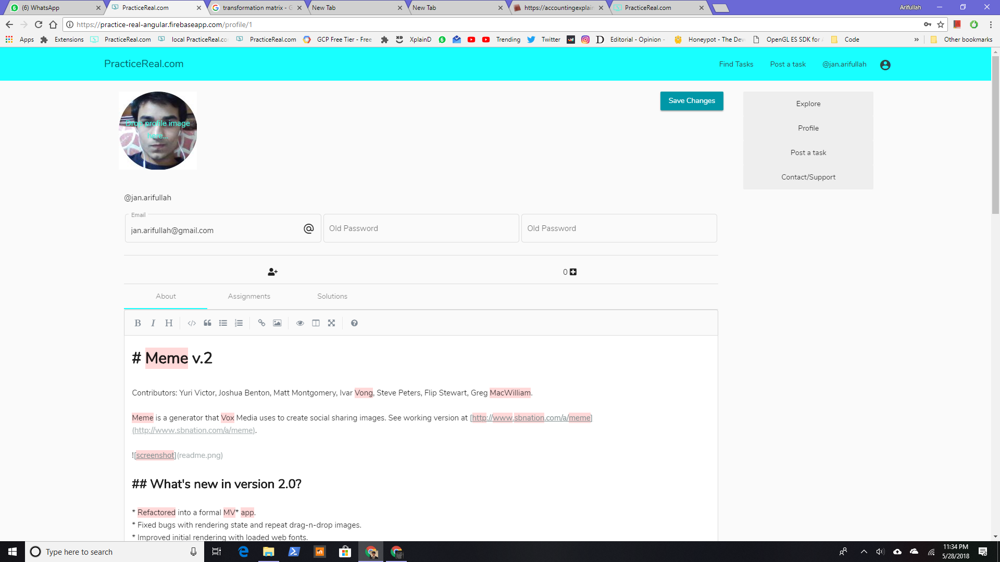 (6) WhatsApp
PracticeReal.com
transformation matrix - G
New Tab
New Tab
https://accountingexplain
PracticeReal.com
Arifullah
https://practice-real-angular.firebaseapp.com/profile/1
Apps
Extensions
PracticeReal.com
local PracticeReal.co
PracticeReal.com
GCP Free Tier - Free
XplainD
Trending
Twitter
Editorial - Opinion -
Honeypot - The Dev
OpenGL ES SDK for
Code
»
Other bookmarks
PracticeReal.com
Find Tasks
Post a task
@jan.arifullah
Drop profile image
here...
Save Changes
Explore
Profile
Post a task
Contact/Support
@jan.arifullah
Email
jan.arifullah@gmail.com
Old Password
Old Password
0
About
Assignments
Solutions
B I H
# Meme v.2
Contributors: Yuri Victor, Joshua Benton, Matt Montgomery, Ivar Vong, Steve Peters, Flip Stewart, Greg MacWilliam.
Meme is a generator that Vox Media uses to create social sharing images. See working version at [http://www.sbnation.com/a/meme]
(http://www.sbnation.com/a/meme).
![screenshot](readme.png)
## What's new in version 2.0?
* Refactored into a formal MV* app.
* Fixed bugs with rendering state and repeat drag-n-drop images.
* Improved initial rendering with loaded web fonts.
Type here to search
11:34 PM
5/28/2018